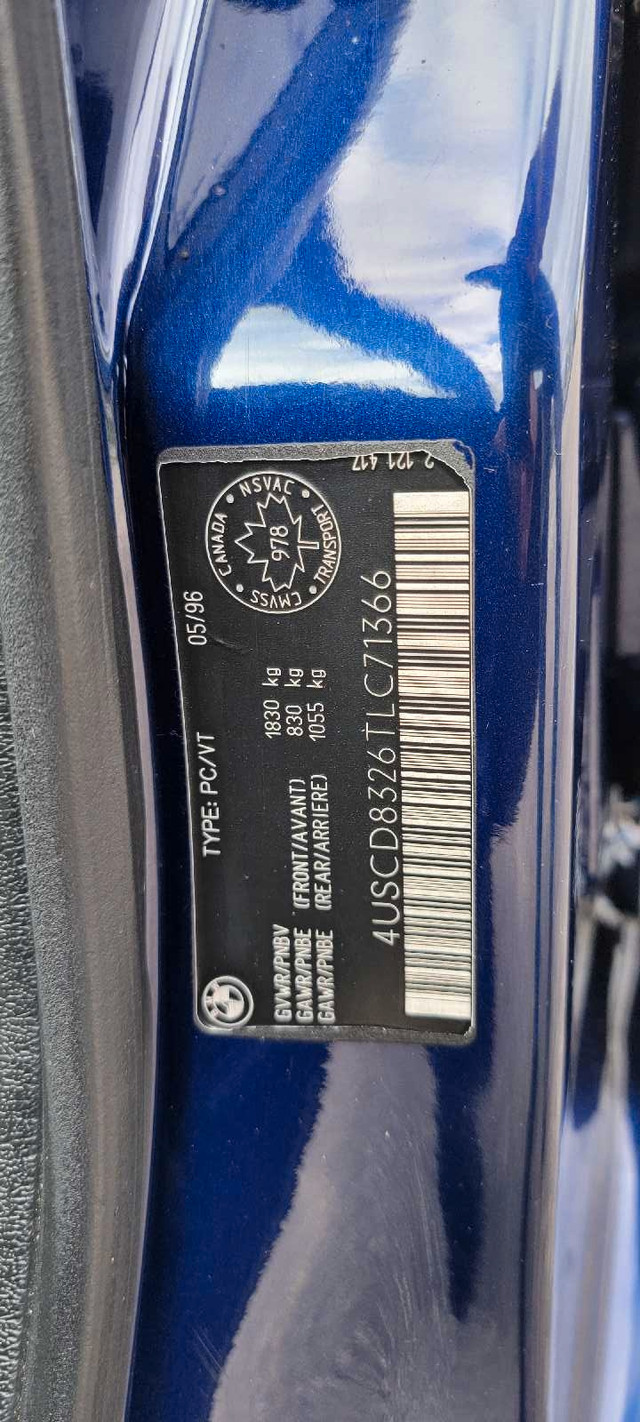 TYPE: PC/VT 05/96
GVWR/PNBV 1830 kg
GAWR/PNBE (FRONT/AVANT) 830 kg
GAWR/PNBE (REAR/ARRIERE) 1055 kg
4USCD8326TLC71366
CANADA • NSVAC • TRANSPORT • CMVSS •
978
2 121 417